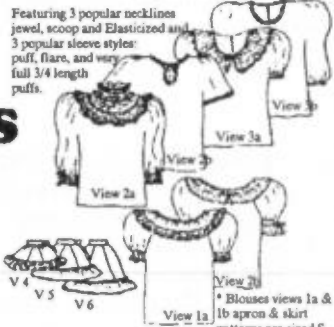 Featuring 3 popular necklines
jewel, scoop and Elasticized and
3 popular sleeve styles:
puff, flare, and very
full 3/4 length
puffs.
s
View 3b
View 3a
View 2b
View 2a
V 4
V 5
V 6
View 1a
View 2b
* Blouses views 1a &
1b apron & skirt